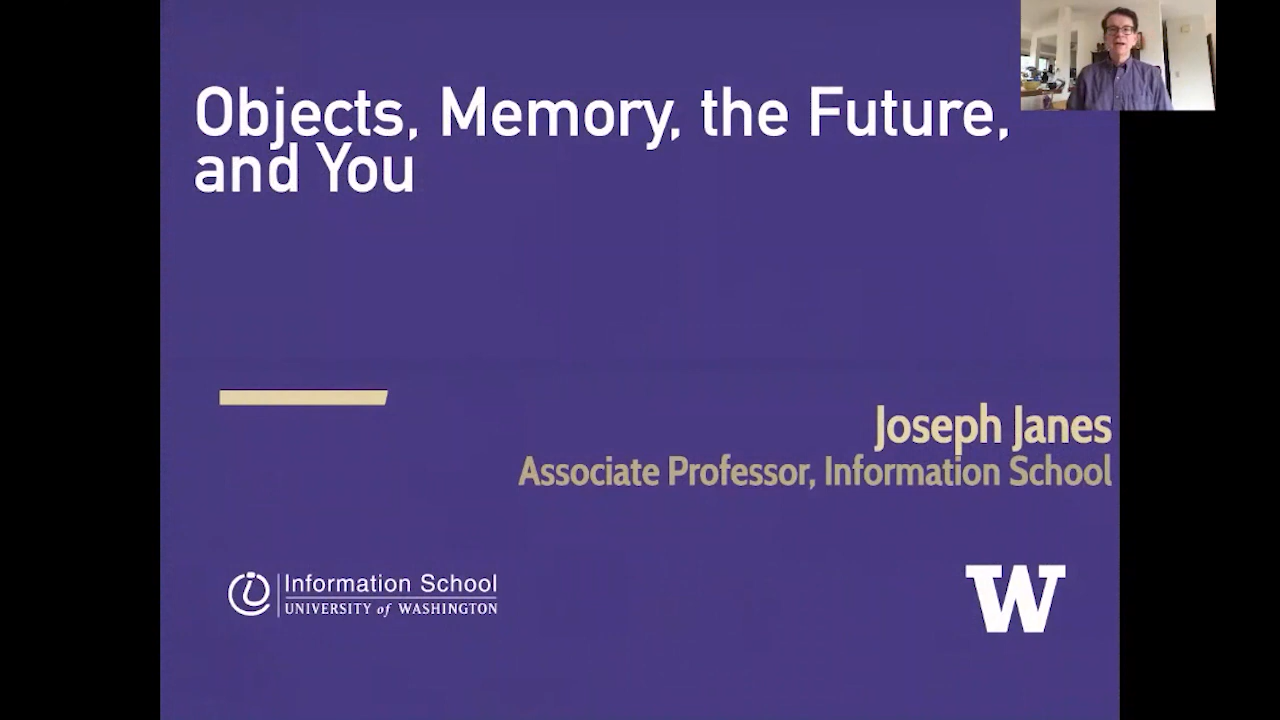 Objects, Memory, the Future,
and You
Joseph Janes
Associate Professor, Information School
Information School
UNIVERSITY of WASHINGTON
W